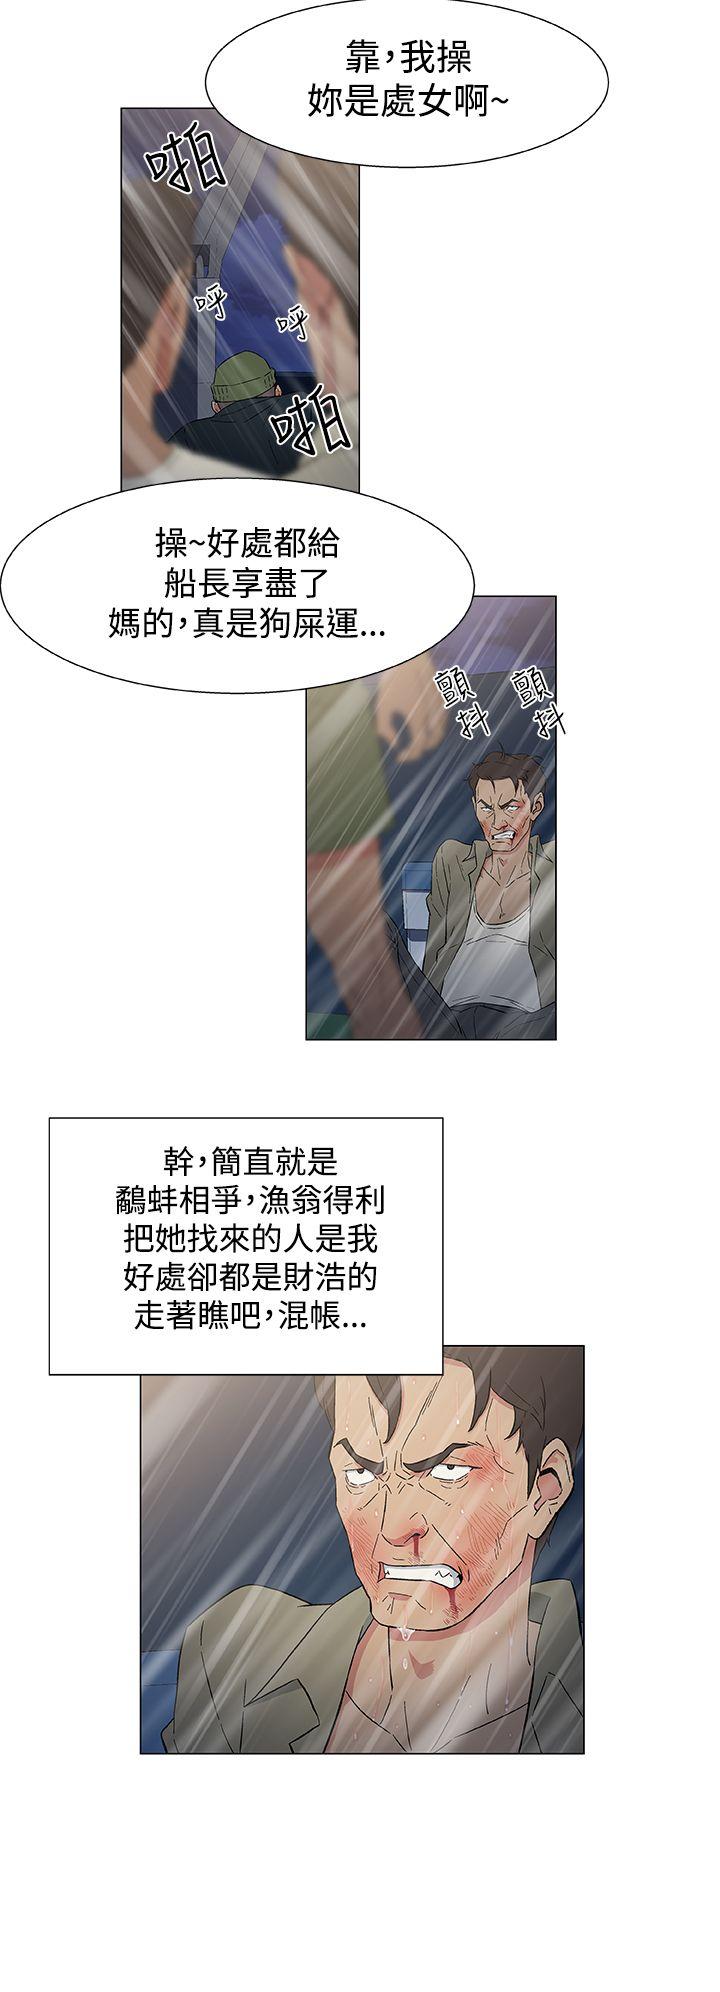 靠，我操
妳是處女啊~
啪
呼
呼
啪
操~好處都給
船長享盡了
媽的，真是狗屎運...
顫抖
顫抖
幹，簡直就是
鷸蚌相爭，漁翁得利
把她找來的人是我
好處卻都是財浩的
走著瞧吧，混帳...